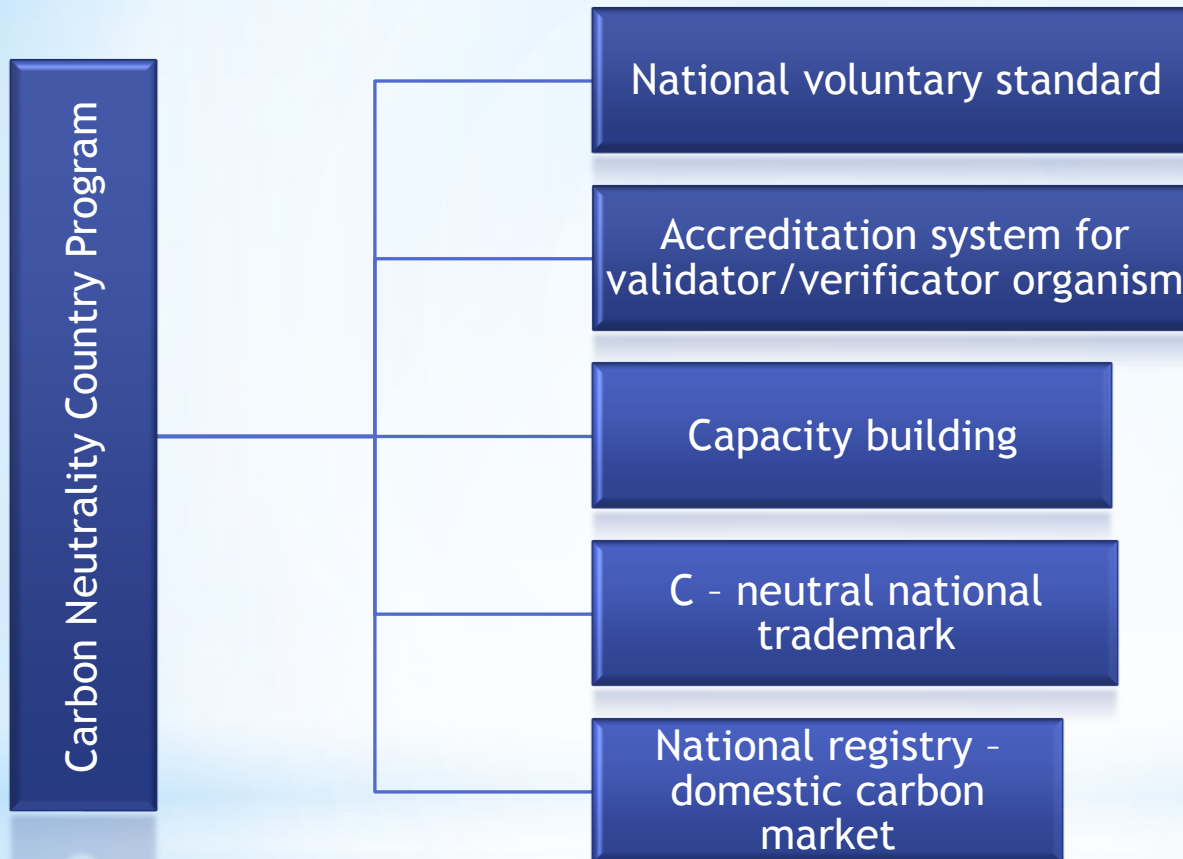 Carbon Neutrality Country Program
National voluntary standard
Accreditation system for
validator/verificator organism
Capacity building
C – neutral national
trademark
National registry –
domestic carbon
market